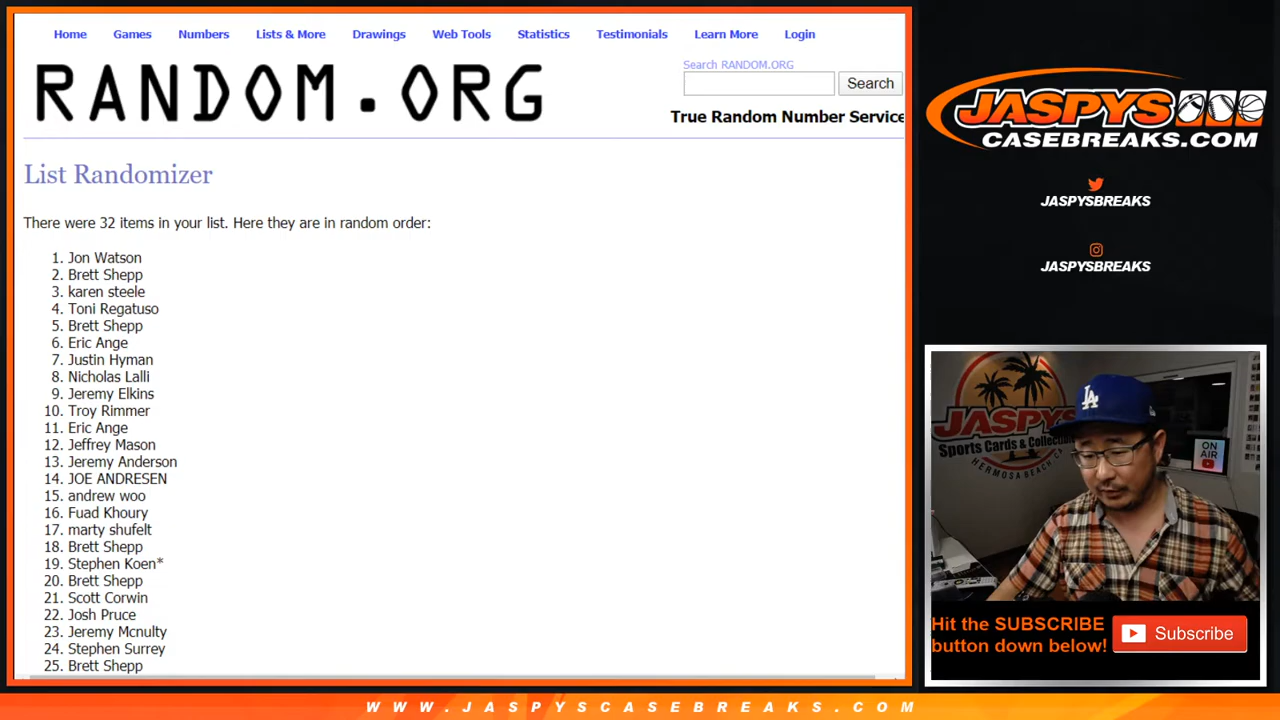 Home Games Numbers Lists & More Drawings Web Tools Statistics Testimonials Learn More Login
RANDOM.ORG
Search RANDOM.ORG
Search
True Random Number Service
List Randomizer
There were 32 items in your list. Here they are in random order:
1. Jon Watson
2. Brett Shepp
3. karen steele
4. Toni Regatuso
5. Brett Shepp
6. Eric Ange
7. Justin Hyman
8. Nicholas Lalli
9. Jeremy Elkins
10. Troy Rimmer
11. Eric Ange
12. Jeffrey Mason
13. Jeremy Anderson
14. JOE ANDRESEN
15. andrew woo
16. Fuad Khoury
17. marty shufelt
18. Brett Shepp
19. Stephen Koen*
20. Brett Shepp
21. Scott Corwin
22. Josh Pruce
23. Jeremy Mcnulty
24. Stephen Surrey
25. Brett Shepp
JASPYS
CASEBREAKS.COM
JASPYSBREAKS
JASPYSBREAKS
JASPYS
Sports Cards & Collectibles
HERMOSA BEACH CA
ON
AIR
Hit the SUBSCRIBE
button down below!
Subscribe
WWW.JASPYSCASEBREAKS.COM